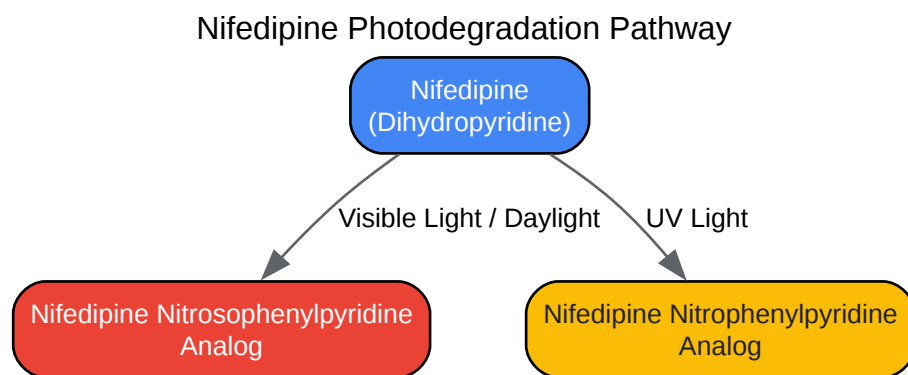 Nifedipine Photodegradation Pathway
Nifedipine
(Dihydropyridine)
Visible Light / Daylight
UV Light
Nifedipine Nitrosophenylpyridine
Analog
Nifedipine Nitrophenylpyridine
Analog